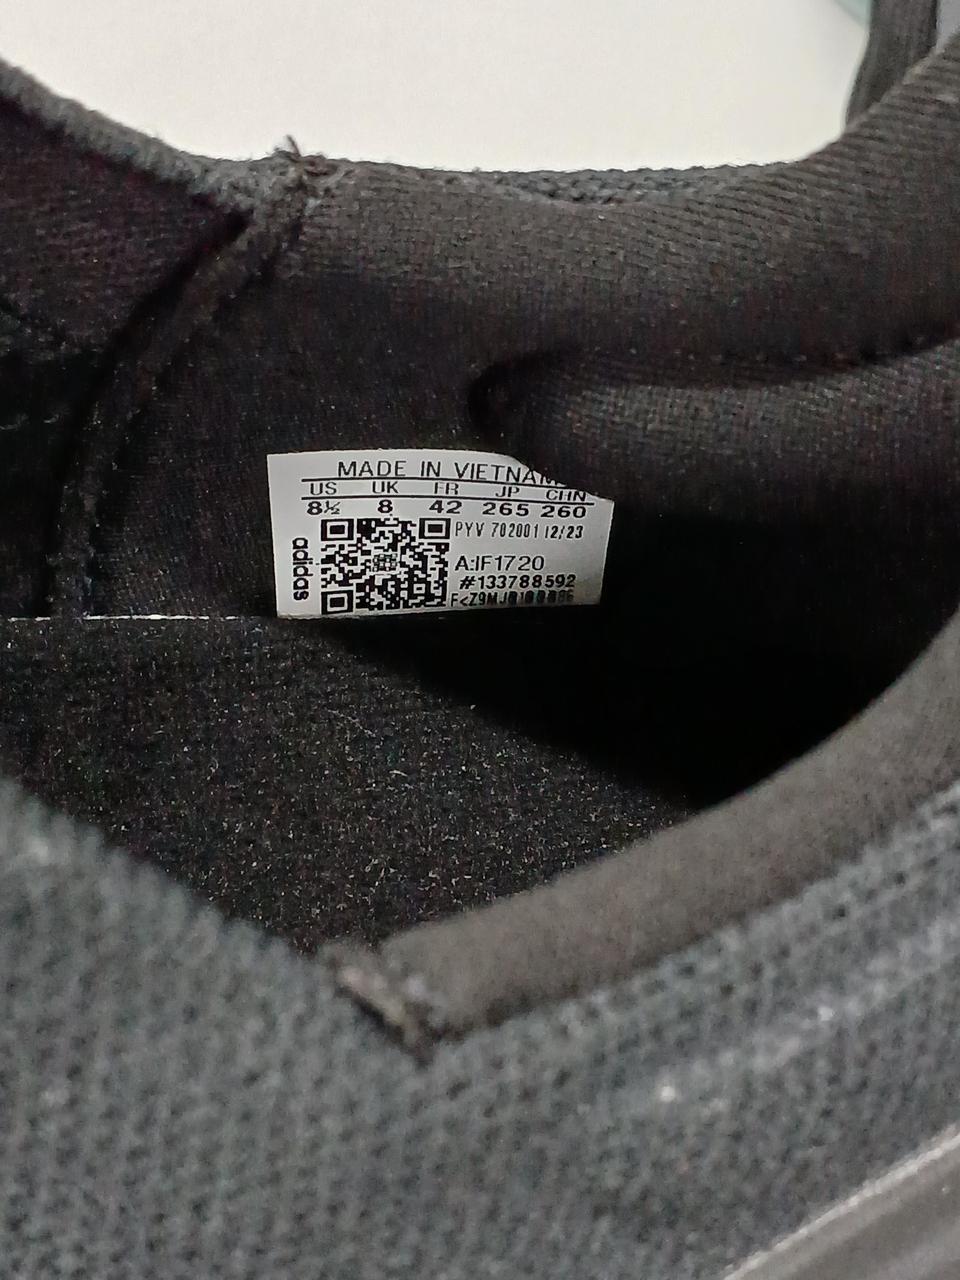 MADE IN VIETNAM
US UK FR JP CHN
8½ 8 42 265 260
PYV 702001 12/23
adidas
A:IF1720
#133788592